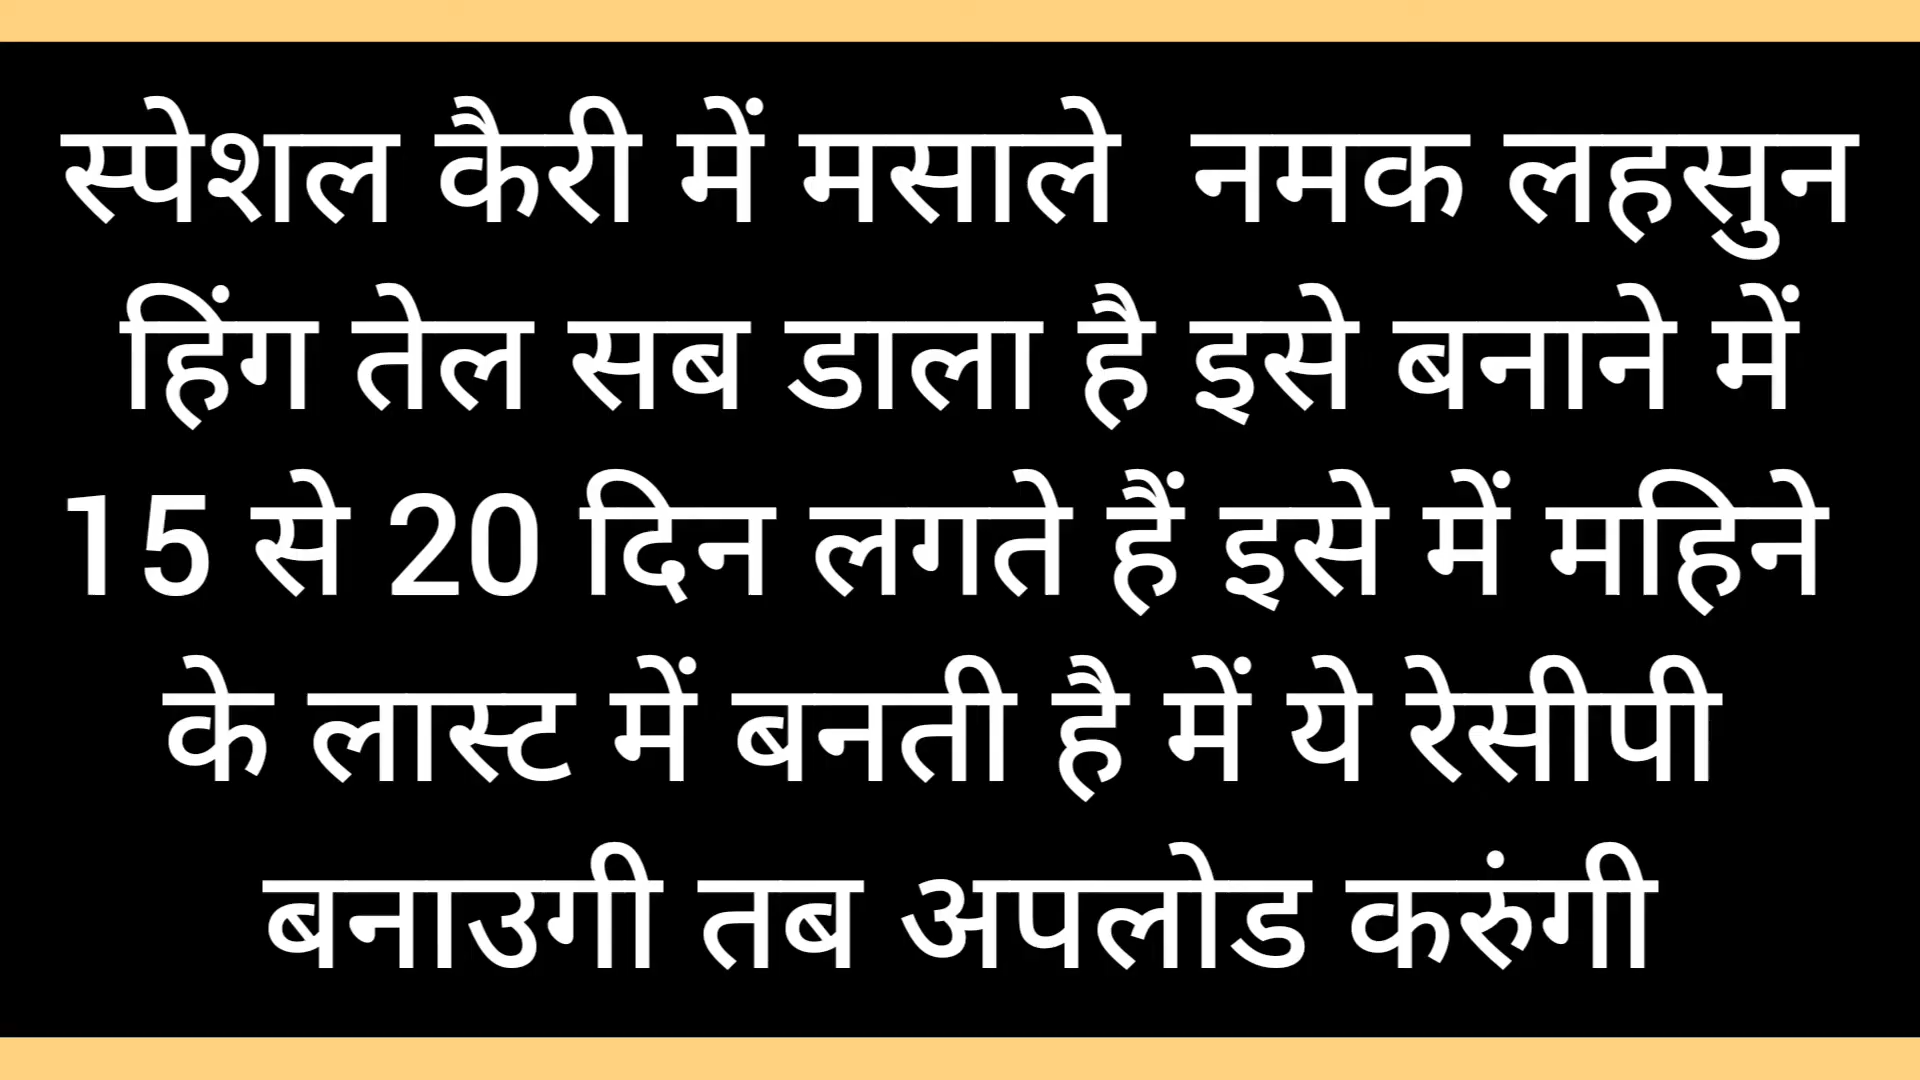 स्पेशल कैरी में मसाले  नमक लहसुन
हिंग तेल सब डाला है इसे बनाने में
15 से 20 दिन लगते हैं इसे में महिने
के लास्ट में बनती है में ये रेसीपी
बनाउगी तब अपलोड करुंगी